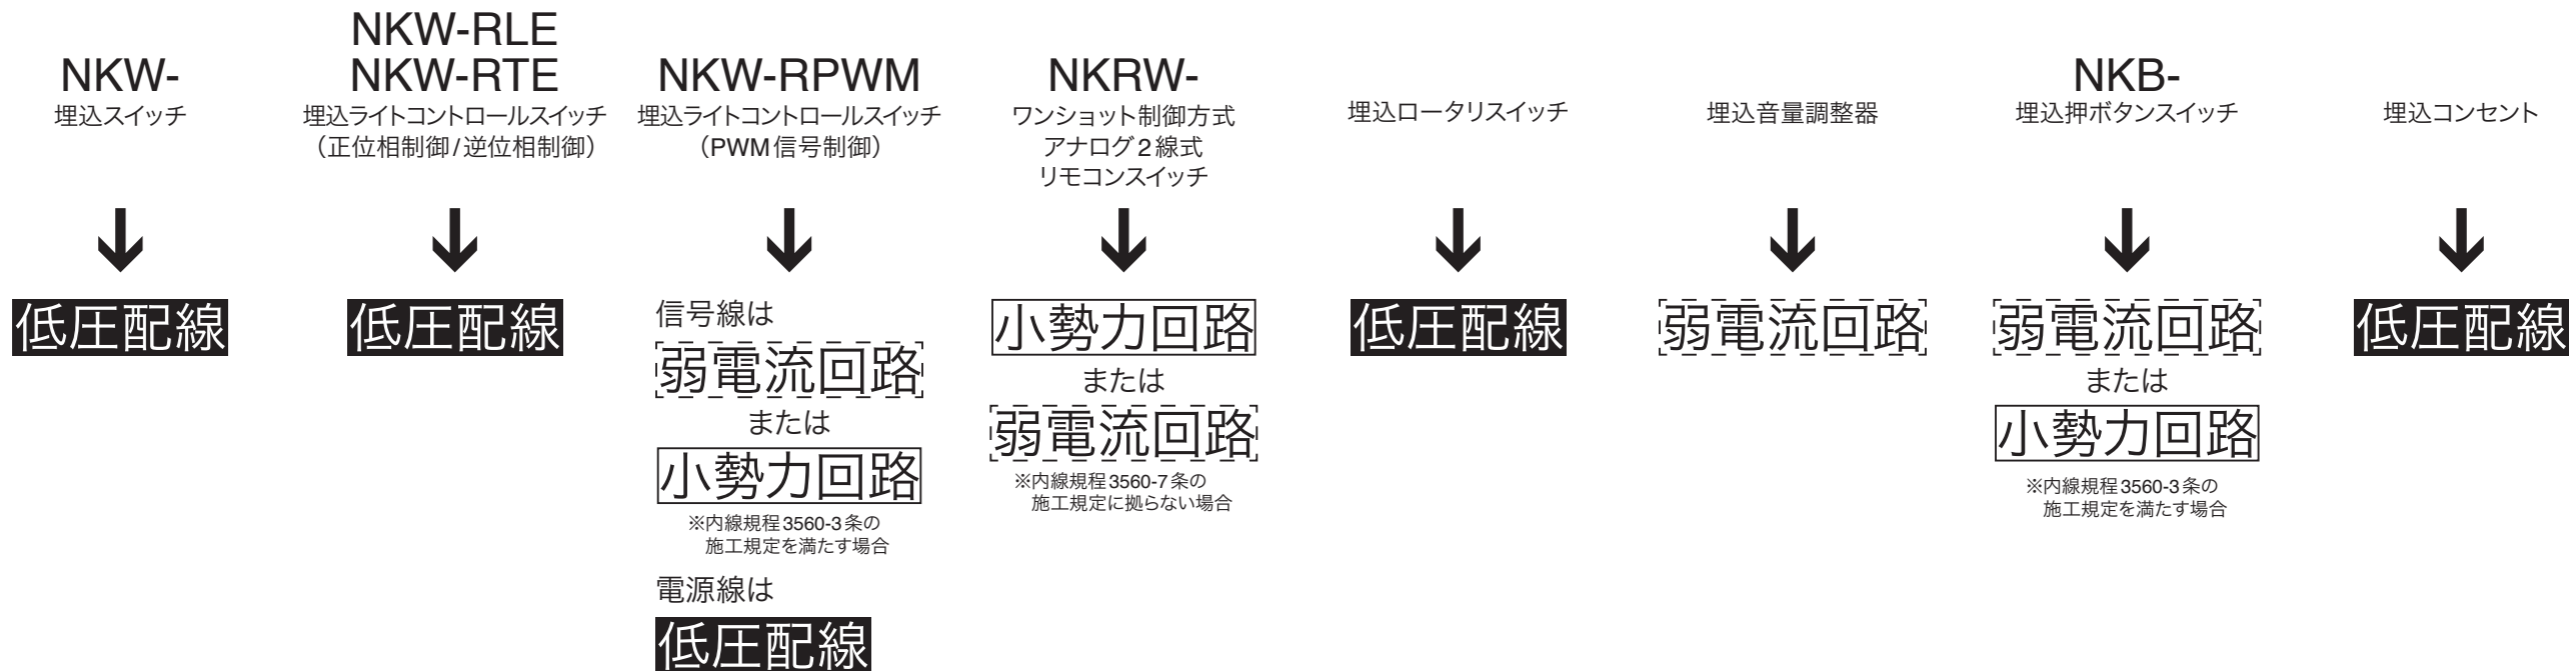 NKW-
埋込スイッチ
低圧配線
NKW-RLE
NKW-RTE
埋込ライトコントロールスイッチ
（正位相制御/逆位相制御）
低圧配線
NKW-RPWM
埋込ライトコントロールスイッチ
（PWM信号制御）
信号線は
弱電流回路
または
小勢力回路
※内線規程3560-3条の
施工規定を満たす場合
電源線は
低圧配線
NKRW-
ワンショット制御方式
アナログ2線式
リモコンスイッチ
小勢力回路
または
弱電流回路
※内線規程3560-7条の
施工規定に拠らない場合
埋込ロータリスイッチ
低圧配線
埋込音量調整器
弱電流回路
NKB-
埋込押ボタンスイッチ
弱電流回路
または
小勢力回路
※内線規程3560-3条の
施工規定を満たす場合
埋込コンセント
低圧配線